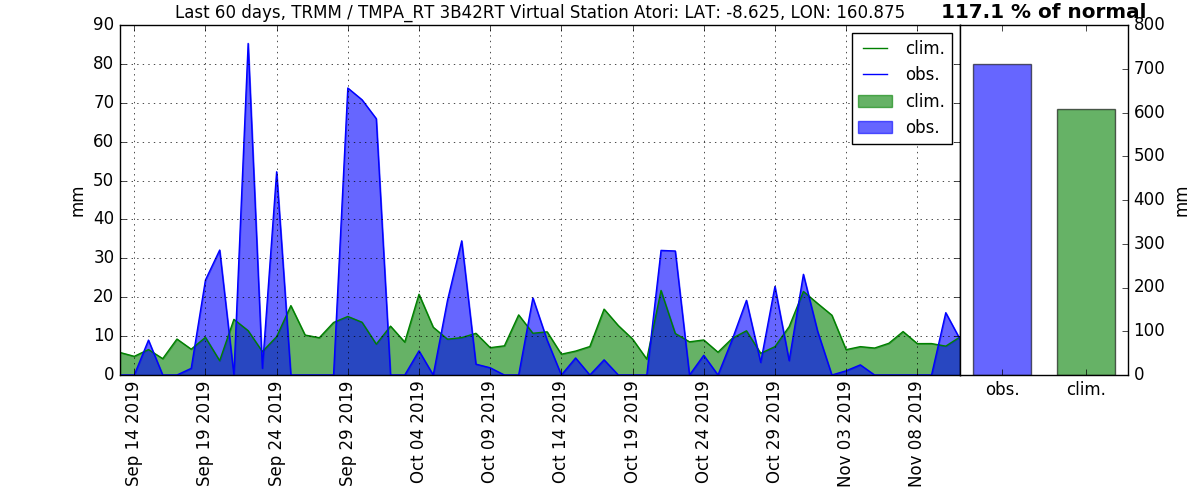 Last 60 days, TRMM / TMPA_RT 3B42RT Virtual Station Atori: LAT: -8.625, LON: 160.875
117.1 % of normal
90
80
70
60
50
40
30
20
10
0
mm
clim.
obs.
clim.
obs.
800
700
600
500
400
300
200
100
0
mm
obs.
clim.
Sep 14 2019
Sep 19 2019
Sep 24 2019
Sep 29 2019
Oct 04 2019
Oct 09 2019
Oct 14 2019
Oct 19 2019
Oct 24 2019
Oct 29 2019
Nov 03 2019
Nov 08 2019